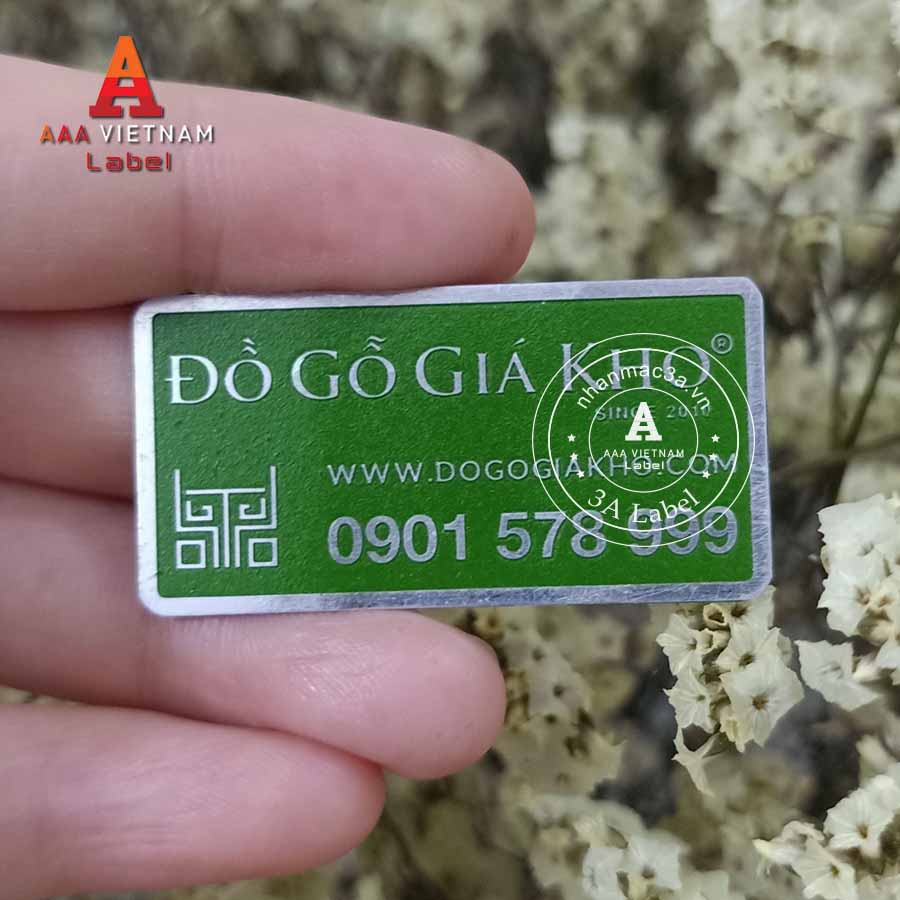 A
AAA VIETNAM
Label
ĐỒ GỖ GIÁ KHO®
SINCE 2010
WWW.DOGOGIAKHO.COM
0901 578 999
nhanmac3a.vn
A
AAA VIETNAM
Label
3A Label